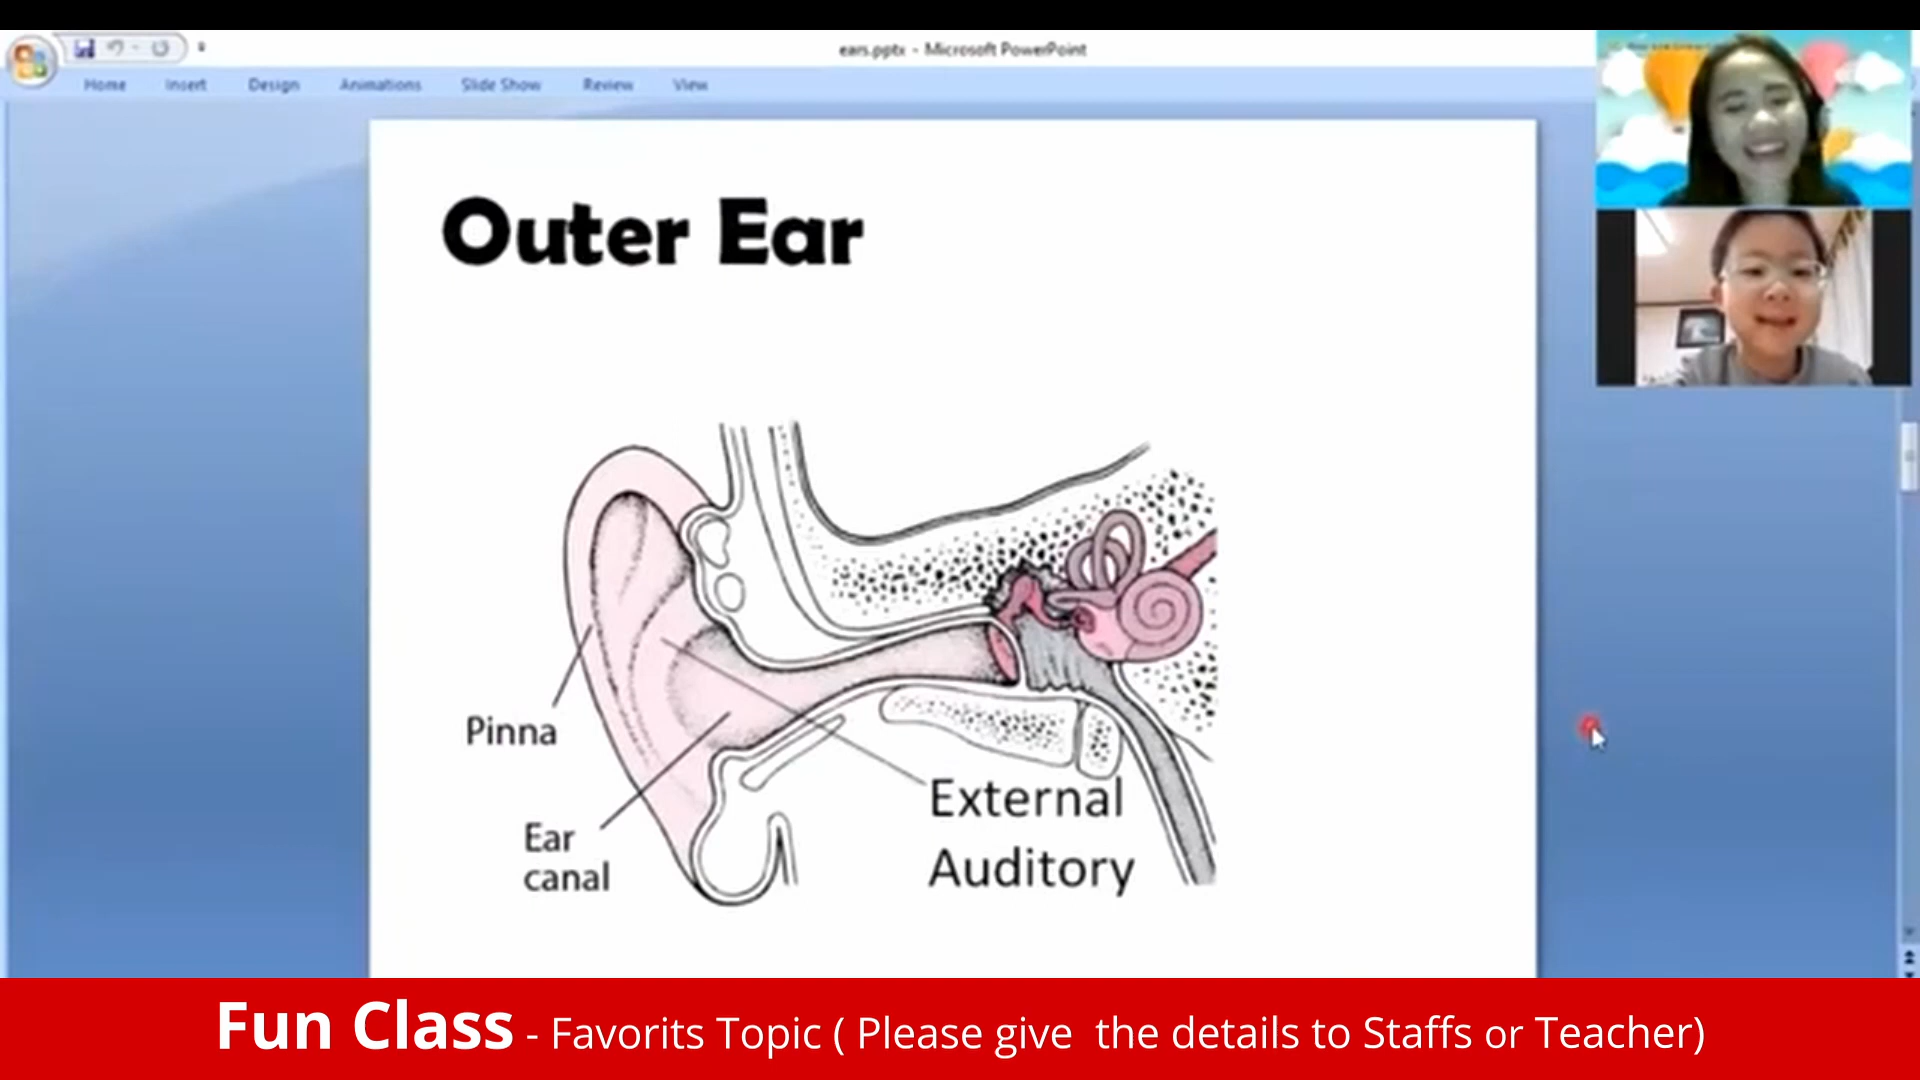 ears.pptx - Microsoft PowerPoint
Home Insert Design Animations Slide Show Review View
Outer Ear
Pinna
Ear
canal
External
Auditory
Fun Class - Favorits Topic ( Please give the details to Staffs or Teacher)